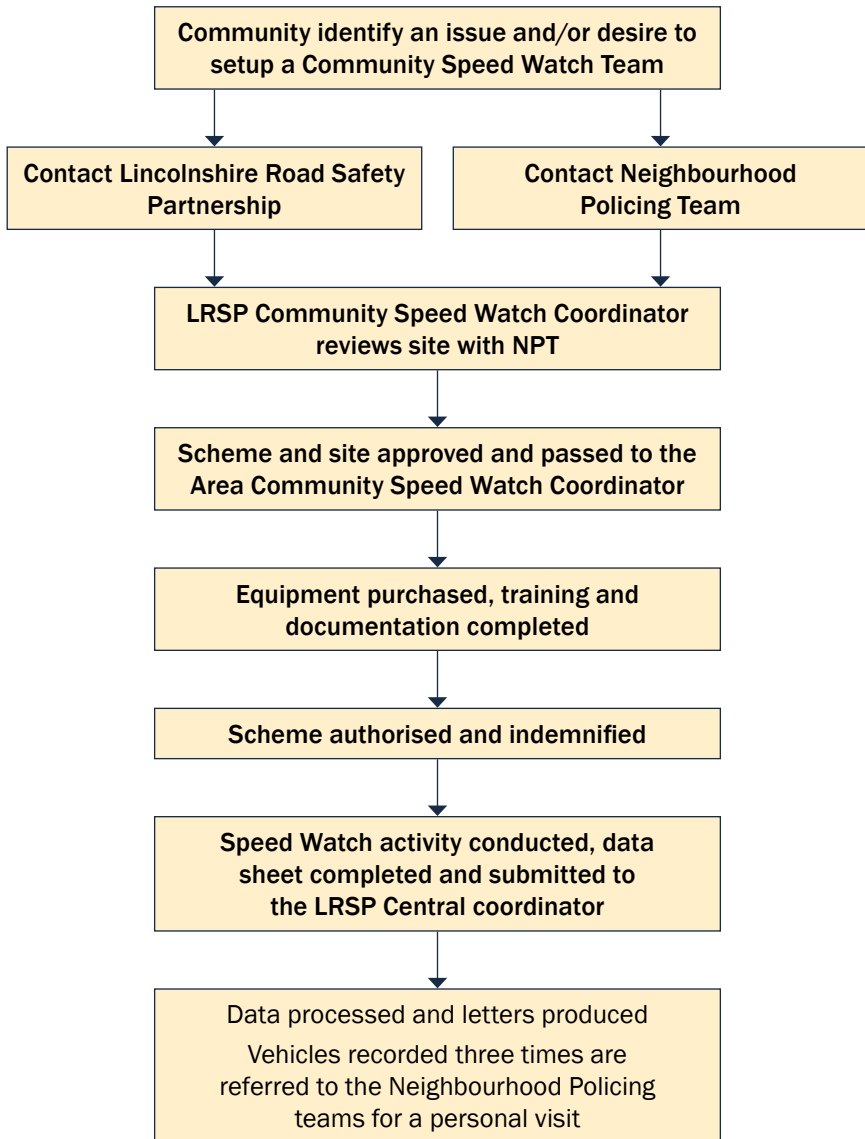 Community identify an issue and/or desire to
setup a Community Speed Watch Team
Contact Lincolnshire Road Safety
Partnership
Contact Neighbourhood
Policing Team
LRSP Community Speed Watch Coordinator
reviews site with NPT
Scheme and site approved and passed to the
Area Community Speed Watch Coordinator
Equipment purchased, training and
documentation completed
Scheme authorised and indemnified
Speed Watch activity conducted, data
sheet completed and submitted to
the LRSP Central coordinator
Data processed and letters produced
Vehicles recorded three times are
referred to the Neighbourhood Policing
teams for a personal visit